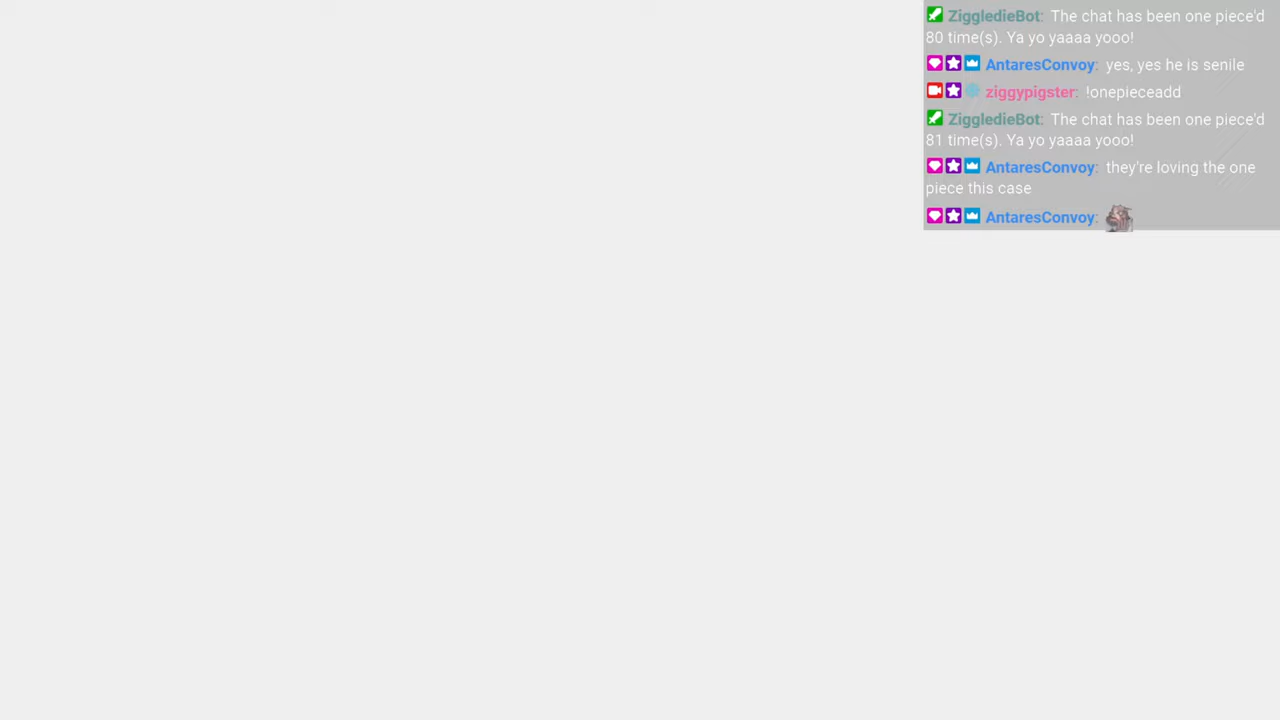 ZiggledieBot: The chat has been one piece'd
80 time(s). Ya yo yaaaa yooo!
AntaresConvoy: yes, yes he is senile
ziggypigster: !onepieceadd
ZiggledieBot: The chat has been one piece'd
81 time(s). Ya yo yaaaa yooo!
AntaresConvoy: they're loving the one
piece this case
AntaresConvoy: